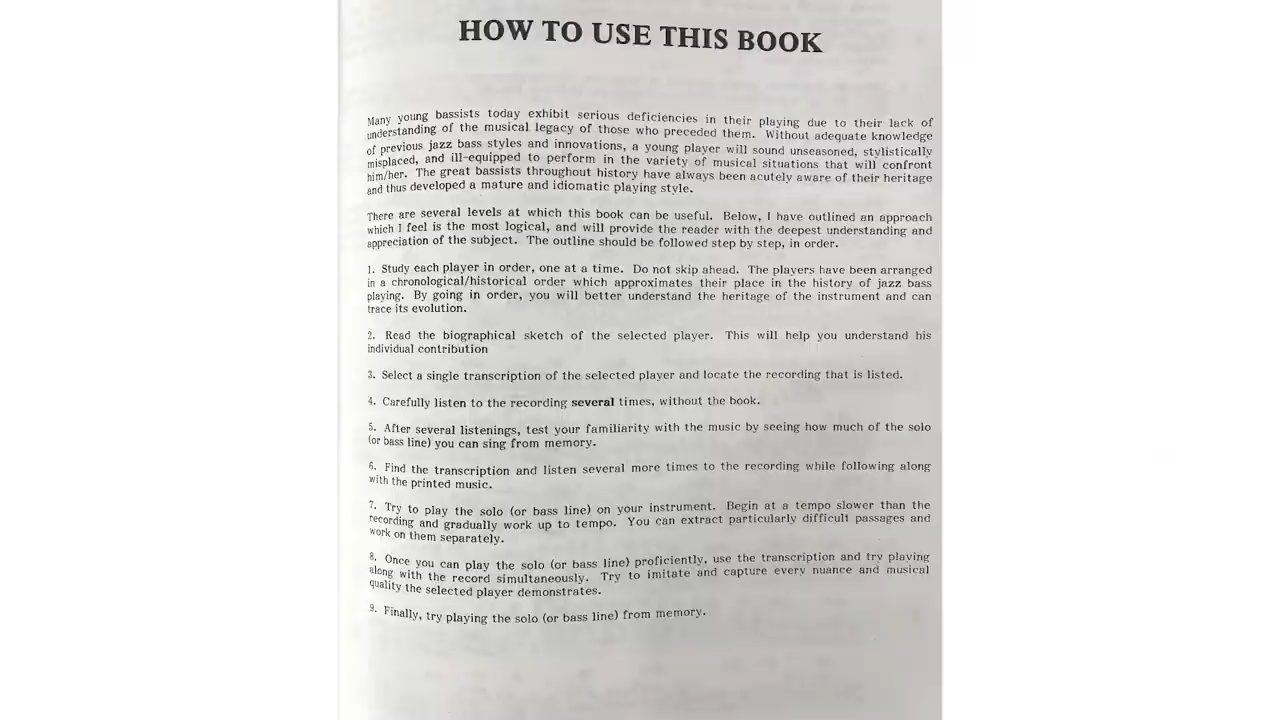 HOW TO USE THIS BOOK
Many young bassists today exhibit serious deficiencies in their playing due to their lack of
understanding of the musical legacy of those who preceded them. Without adequate knowledge
of previous jazz bass styles and innovations, a young player will sound unseasoned, stylistically
misplaced, and ill-equipped to perform in the variety of musical situations that will confront
him/her. The great bassists throughout history have always been acutely aware of their heritage
and thus developed a mature and idiomatic playing style.
There are several levels at which this book can be useful. Below, I have outlined an approach
which I feel is the most logical, and will provide the reader with the deepest understanding and
appreciation of the subject. The outline should be followed step by step, in order.
1. Study each player in order, one at a time. Do not skip ahead. The players have been arranged
in a chronological/historical order which approximates their place in the history of jazz bass
playing. By going in order, you will better understand the heritage of the instrument and can
trace its evolution.
2. Read the biographical sketch of the selected player. This will help you understand his
individual contribution
3. Select a single transcription of the selected player and locate the recording that is listed.
4. Carefully listen to the recording several times, without the book.
5. After several listenings, test your familiarity with the music by seeing how much of the solo
(or bass line) you can sing from memory.
6. Find the transcription and listen several more times to the recording while following along
with the printed music.
7. Try to play the solo (or bass line) on your instrument. Begin at a tempo slower than the
recording and gradually work up to tempo. You can extract particularly difficult passages and
work on them separately.
8. Once you can play the solo (or bass line) proficiently, use the transcription and try playing
along with the record simultaneously. Try to imitate and capture every nuance and musical
quality the selected player demonstrates.
9. Finally, try playing the solo (or bass line) from memory.